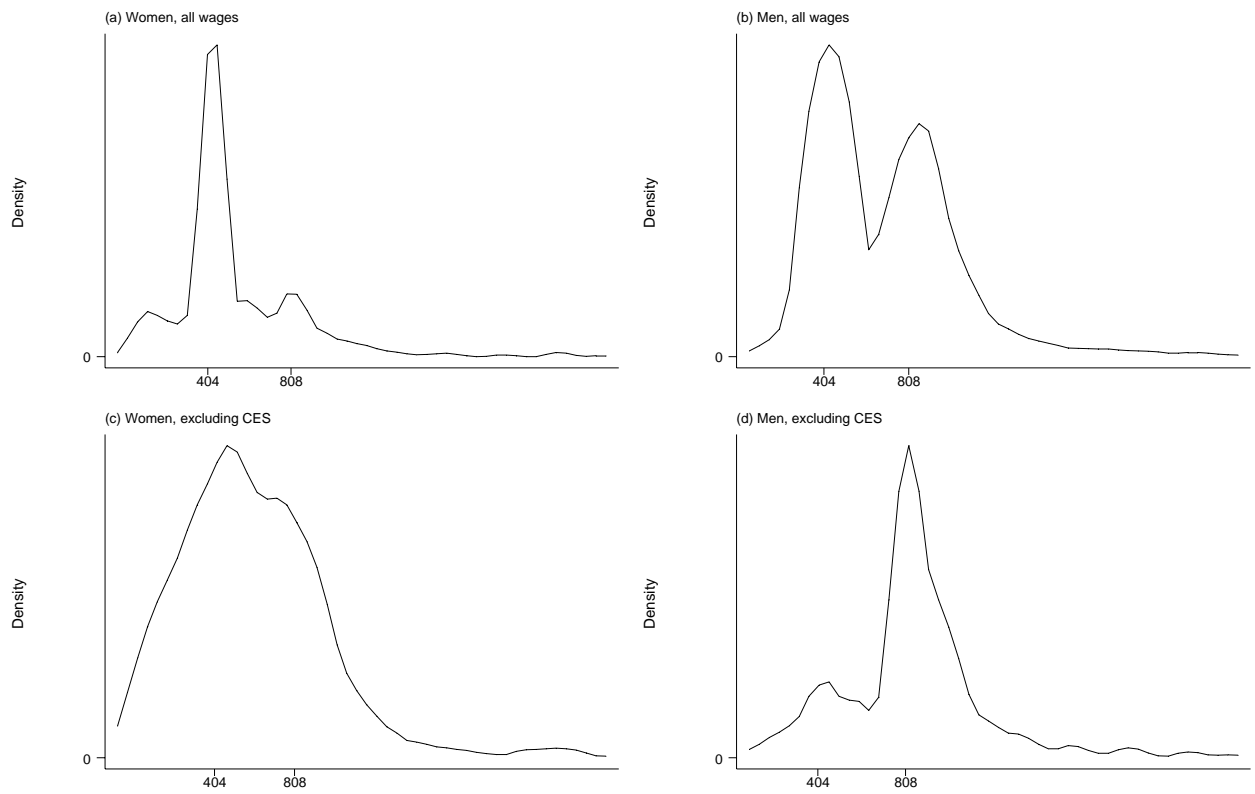 (a) Women, all wages
(b) Men, all wages
Density
Density
0
0
404 808
404 808
(c) Women, excluding CES
(d) Men, excluding CES
Density
Density
0
0
404 808
404 808